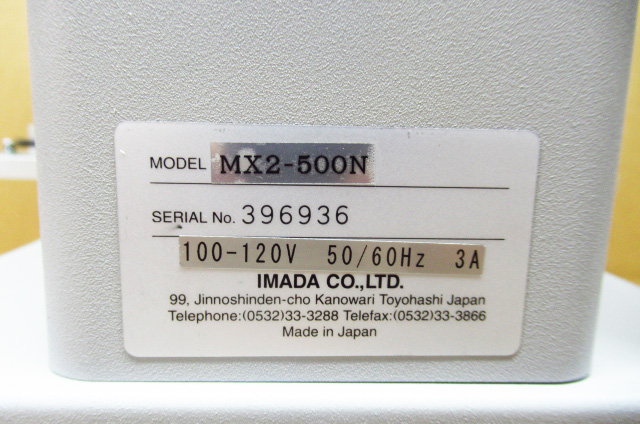 MODEL MX2-500N
SERIAL No. 396936
100-120V 50/60Hz 3A
IMADA CO.,LTD.
99, Jinnoshinden-cho Kanowari Toyohashi Japan
Telephone:(0532)33-3288 Telefax:(0532)33-3866
Made in Japan